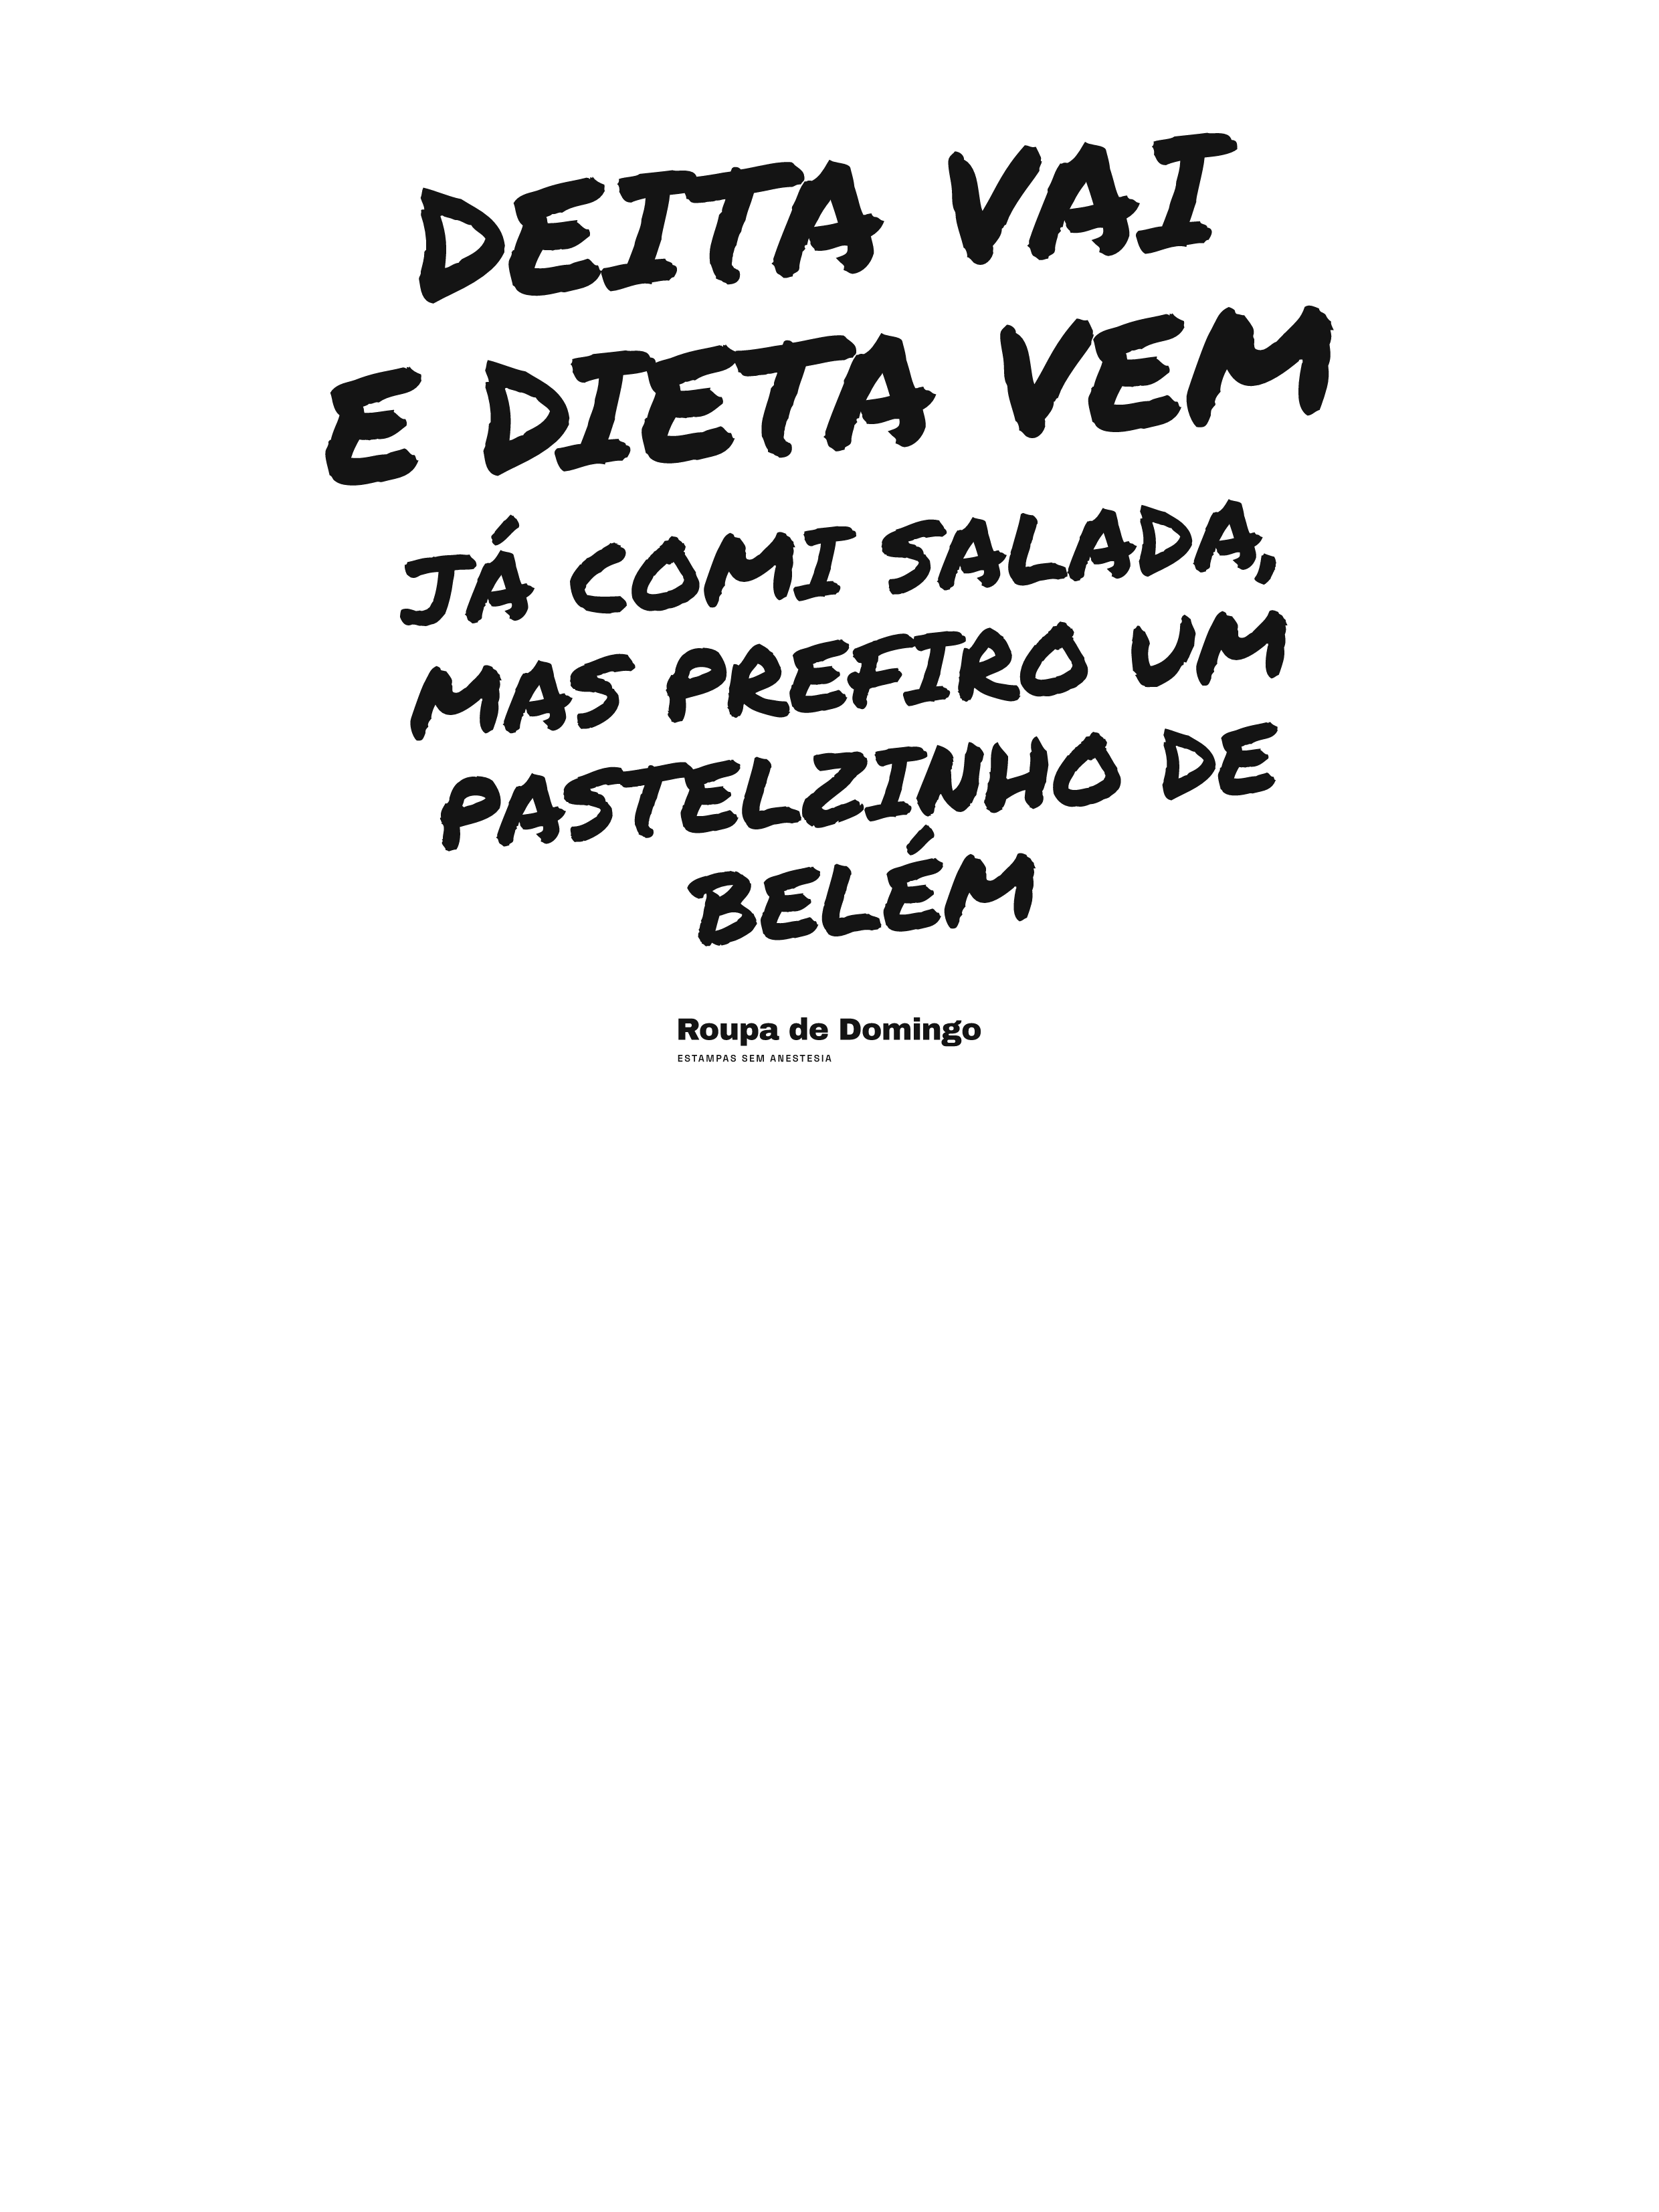 DEITA VAI
E DIETA VEM
JÁ COMI SALADA,
MAS PREFIRO UM
PASTELZINHO DE
BELÉM
Roupa de Domingo
ESTAMPAS SEM ANESTESIA